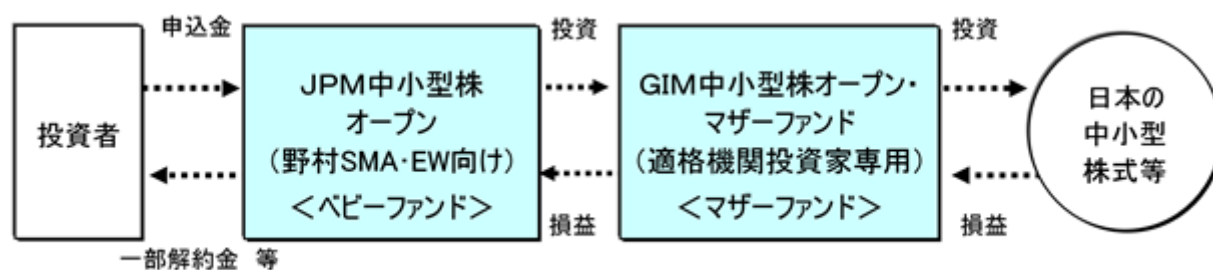 申込金
投資
投資
投資者
JPM中小型株
オープン
(野村SMA・EW向け)
<ベビーファンド>
GIM中小型株オープン・
マザーファンド
(適格機関投資家専用)
<マザーファンド>
日本の
中小型
株式等
損益
損益
一部解約金 等